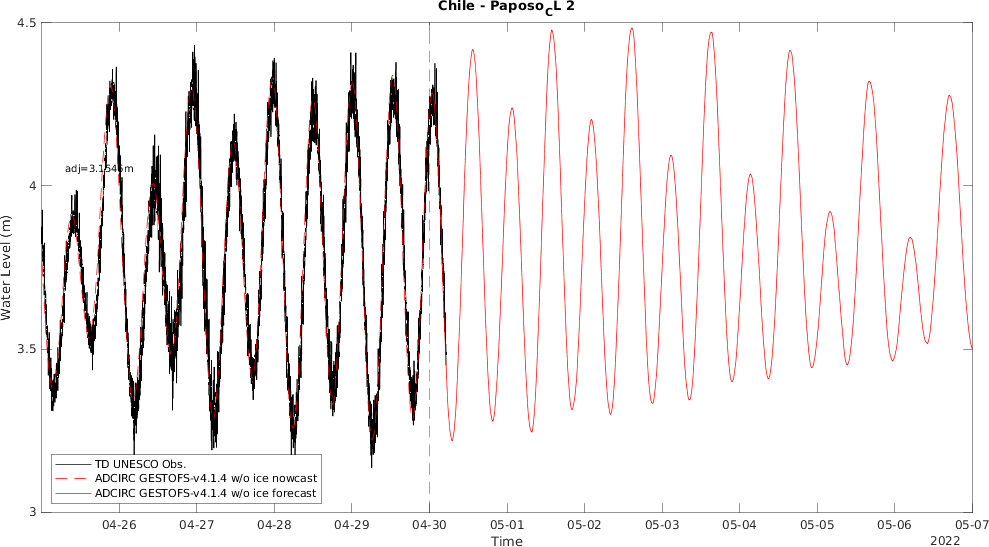 Chile - Paposo_CL 2
4.5
adj=3.1545m
4
Water Level (m)
3.5
TD UNESCO Obs.
ADCIRC GESTOFS-v4.1.4 w/o ice nowcast
ADCIRC GESTOFS-v4.1.4 w/o ice forecast
3
04-26 04-27 04-28 04-29 04-30 05-01 05-02 05-03 05-04 05-05 05-06 05-07
Time 2022